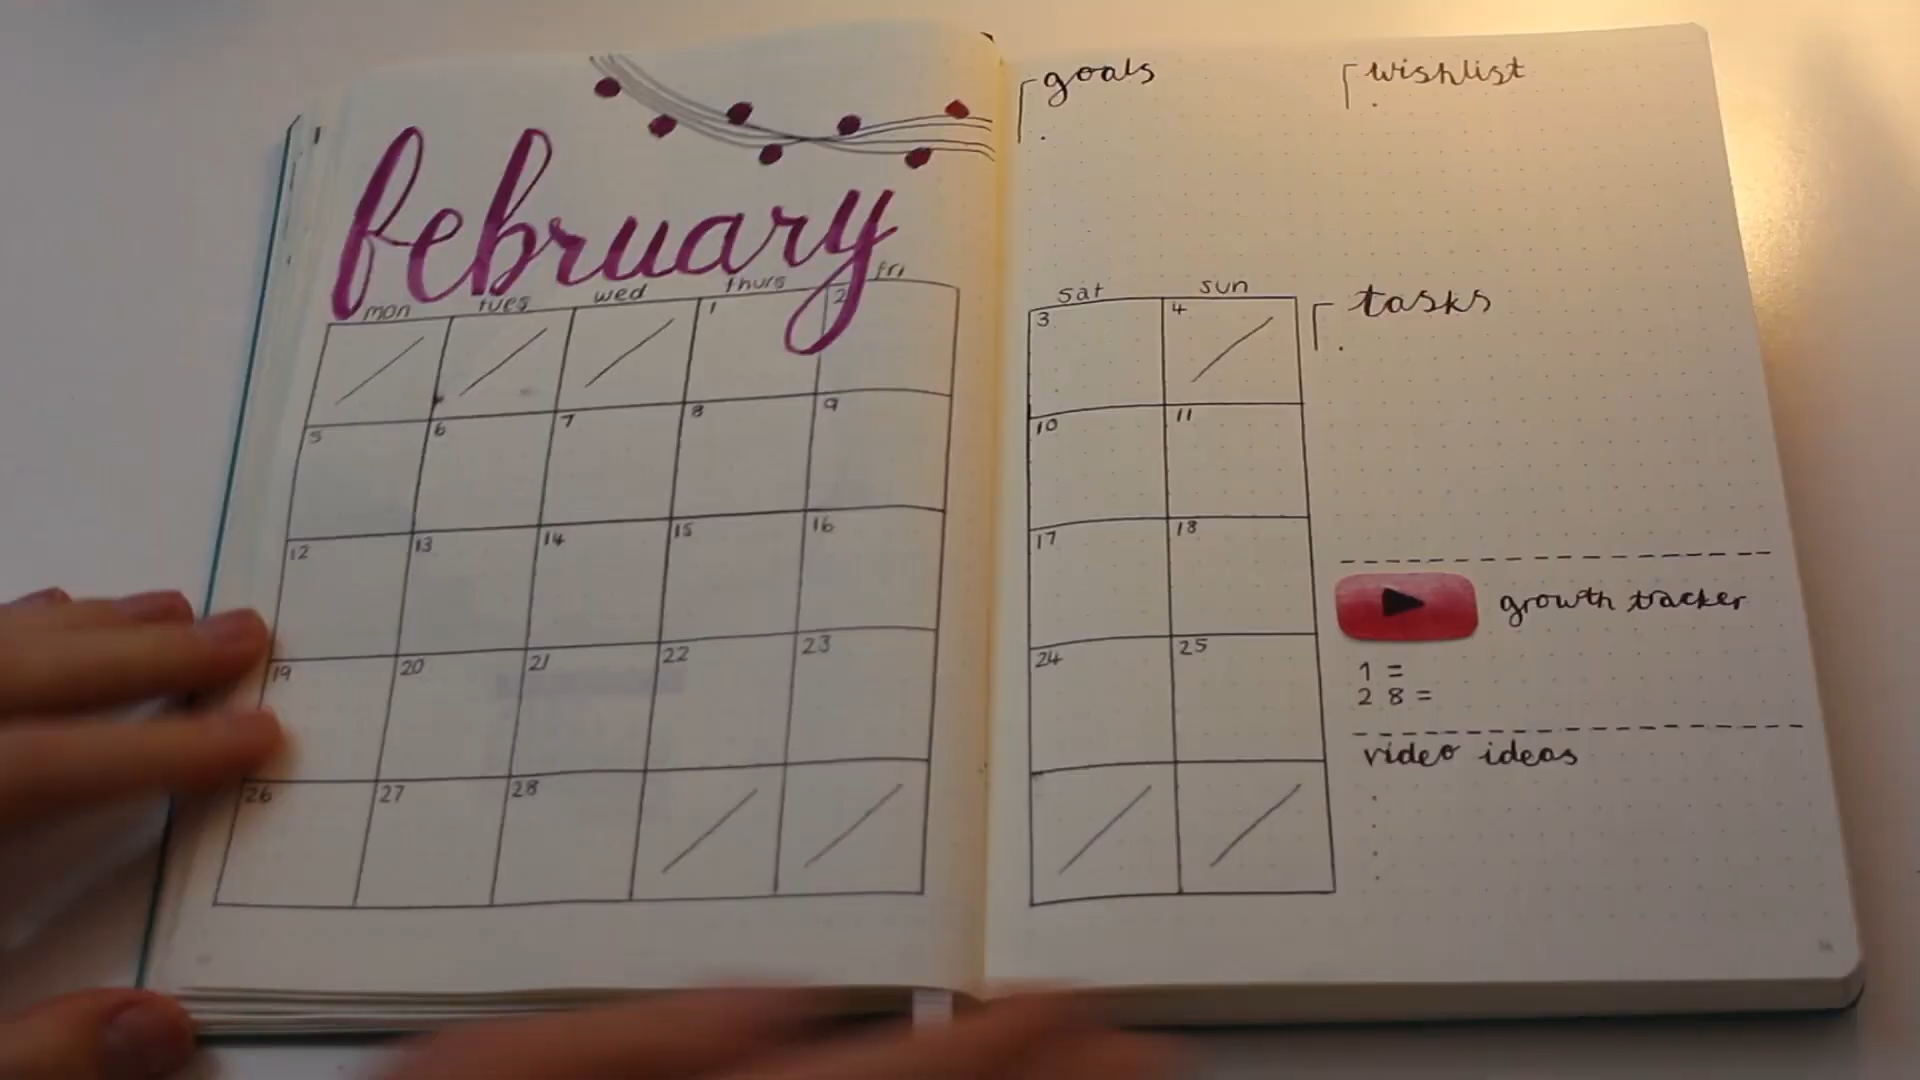 february
mon tues wed thurs fri
1 2
5 6 7 8 9
12 13 14 15 16
19 20 21 22 23
26 27 28
goals
wishlist
sat sun
3 4
10 11
17 18
24 25
tasks
growth tracker
1 =
28 =
video ideas